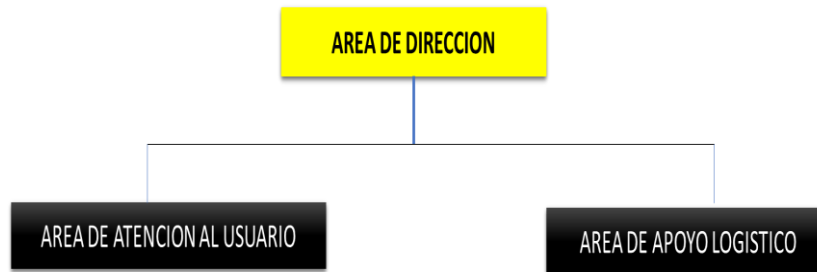 AREA DE DIRECCION
AREA DE ATENCION AL USUARIO
AREA DE APOYO LOGISTICO